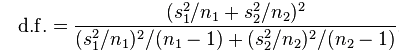 d.f. = \frac{(s_1^2/n_1 + s_2^2/n_2)^2}{(s_1^2/n_1)^2/(n_1 - 1) + (s_2^2/n_2)^2/(n_2 - 1)}